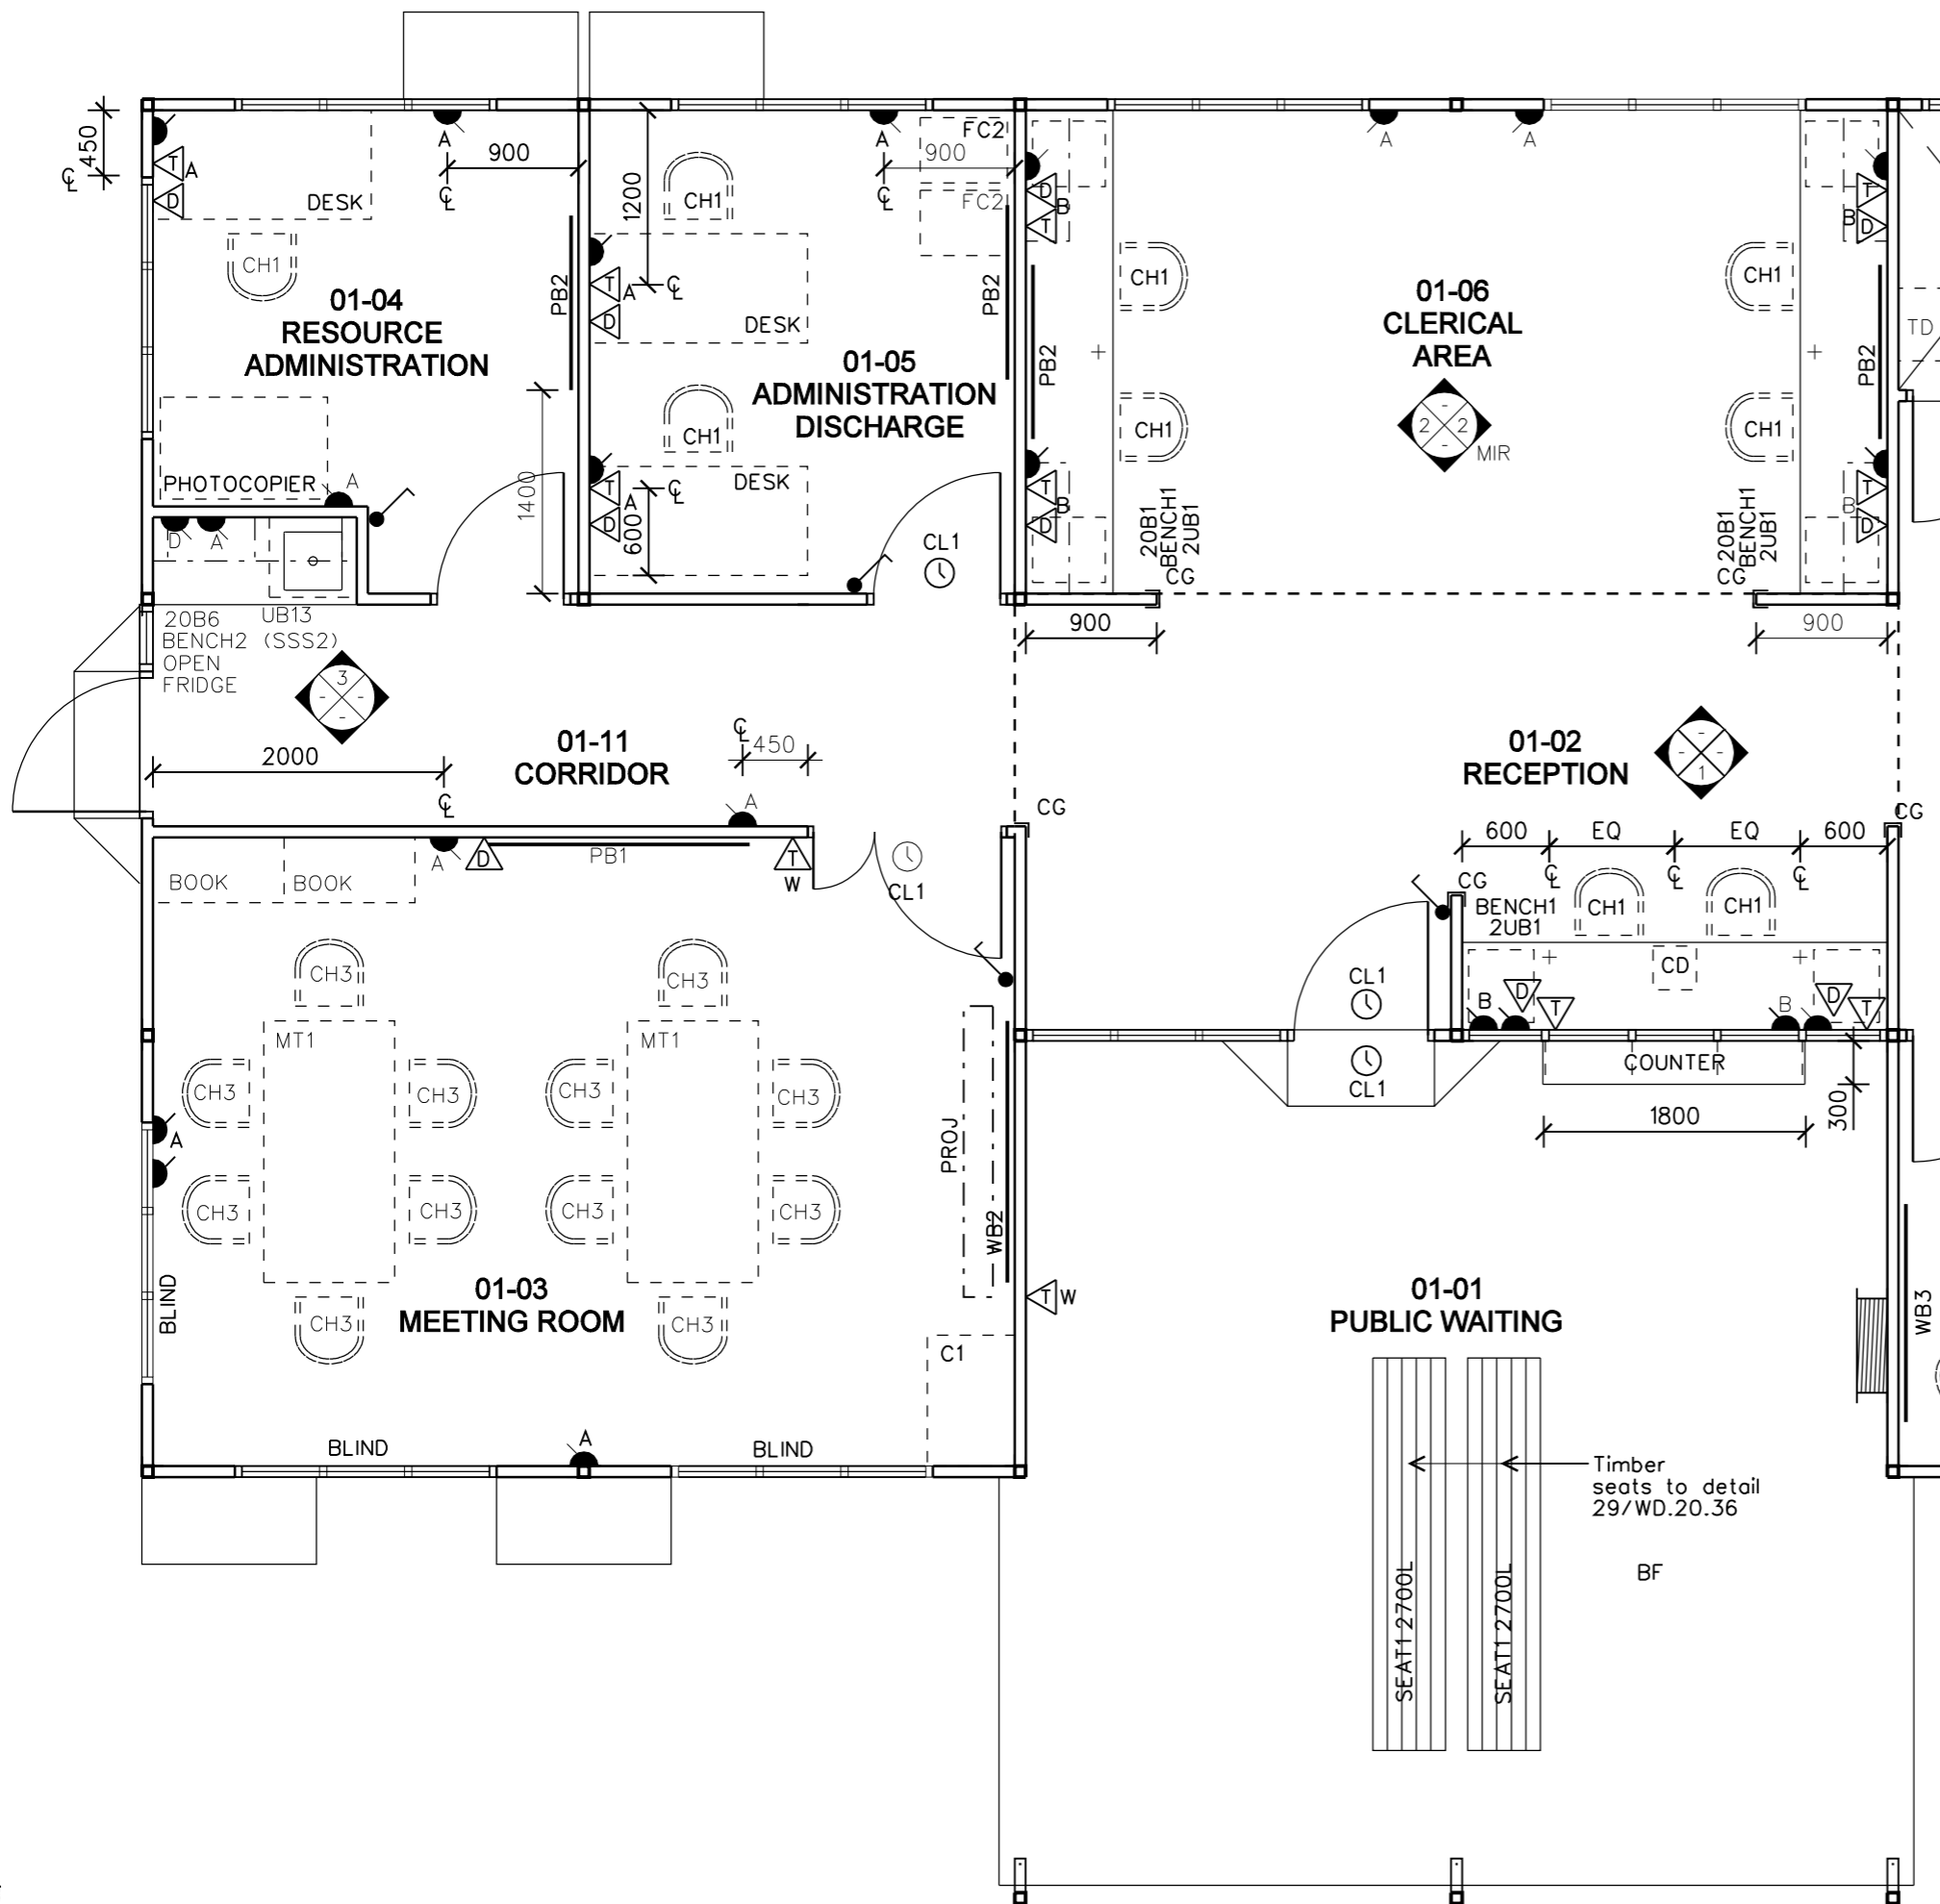 450
℄
T
A
D
A
900
℄
DESK
CH1
01-04
RESOURCE
ADMINISTRATION
PB2
PHOTOCOPIER
A
1400
1200
CH1
A
900
℄
FC2
FC2
T
A
D
℄
DESK
PB2
01-05
ADMINISTRATION
DISCHARGE
CH1
T
A
D
℄
600
DESK
CL1
A
A
D
B
T
T
B
D
CH1
CH1
01-06
CLERICAL
AREA
PB2
PB2
TD
CH1
CH1
2
2
-
-
MIR
T
B
D
T
B
D
20B1
BENCH1
2UB1
20B1
BENCH1
2UB1
CG
CG
900
900
D
A
20B6
BENCH2
OPEN
FRIDGE
UB13
(SSS2)
3
-
-
-
2000
℄
01-11
CORRIDOR
℄
450
A
01-02
RECEPTION
-
-
-
1
CG
CG
600
EQ
EQ
600
℄
℄
℄
CG
BENCH1
2UB1
CH1
CH1
CD
B
D
T
B
D
T
CL1
CL1
COUNTER
300
1800
BOOK
BOOK
A
D
PB1
T
W
CL1
CH3
CH3
MT1
MT1
CH3
CH3
CH3
CH3
A
CH3
CH3
CH3
CH3
PROJ
WB2
BLIND
01-03
MEETING ROOM
CH3
CH3
T
W
C1
BLIND
A
BLIND
01-01
PUBLIC WAITING
WB3
Timber
seats to detail
29/WD.20.36
BF
SEAT1 2700L
SEAT1 2700L